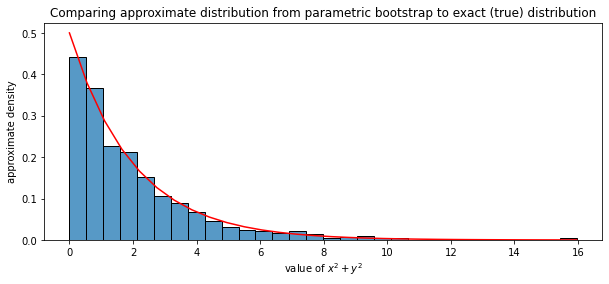 Comparing approximate distribution from parametric bootstrap to exact (true) distribution
0.5
0.4
0.3
0.2
0.1
0.0
approximate density
0 2 4 6 8 10 12 14 16
value of x² + y²